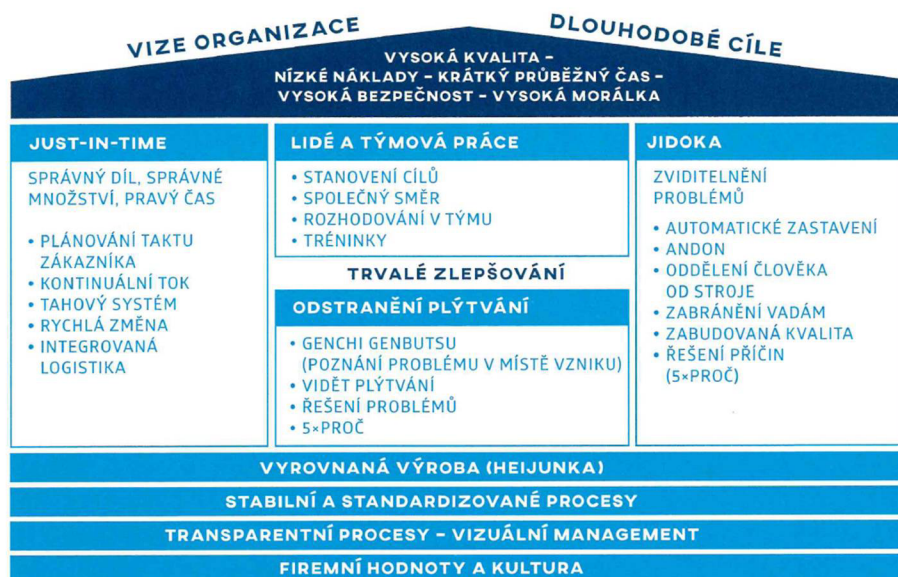 VIZE ORGANIZACE
DLOUHODOBÉ CÍLE
VYSOKÁ KVALITA –
NÍZKÉ NÁKLADY – KRÁTKÝ PRŮBĚŽNÝ ČAS –
VYSOKÁ BEZPEČNOST – VYSOKÁ MORÁLKA
JUST-IN-TIME
SPRÁVNÝ DÍL, SPRÁVNÉ
MNOŽSTVÍ, PRAVÝ ČAS
• PLÁNOVÁNÍ TAKTU
ZÁKAZNÍKA
• KONTINUÁLNÍ TOK
• TAHOVÝ SYSTÉM
• RYCHLÁ ZMĚNA
• INTEGROVANÁ
LOGISTIKA
LIDÉ A TÝMOVÁ PRÁCE
• STANOVENÍ CÍLŮ
• SPOLEČNÝ SMĚR
• ROZHODOVÁNÍ V TÝMU
• TRÉNINKY
TRVALÉ ZLEPŠOVÁNÍ
ODSTRANĚNÍ PLÝTVÁNÍ
• GENCHI GENBUTSU
(POZNÁNÍ PROBLÉMU V MÍSTĚ VZNIKU)
• VIDĚT PLÝTVÁNÍ
• ŘEŠENÍ PROBLÉMŮ
• 5×PROČ
JIDOKA
ZVIDITELNĚNÍ
PROBLÉMŮ
• AUTOMATICKÉ ZASTAVENÍ
• ANDON
• ODDĚLENÍ ČLOVĚKA
OD STROJE
• ZABRÁNĚNÍ VADÁM
• ZABUDOVANÁ KVALITA
• ŘEŠENÍ PŘÍČIN
(5×PROČ)
VYROVNANÁ VÝROBA (HEIJUNKA)
STABILNÍ A STANDARDIZOVANÉ PROCESY
TRANSPARENTNÍ PROCESY – VIZUÁLNÍ MANAGEMENT
FIREMNÍ HODNOTY A KULTURA